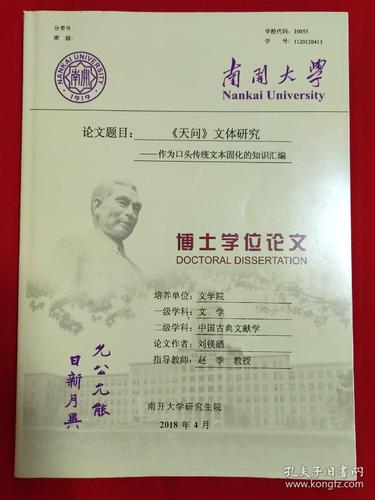 分类号
密 级:
学校代码: 10055
学 号: 1120120411
NANKAI UNIVERSITY
南開
1919
南開大學
Nankai University
论文题目: 《天问》文体研究
——作为口头传统文本固化的知识汇编
博士学位论文
DOCTORAL DISSERTATION
培养单位: 文学院
一级学科: 文 学
二级学科: 中国古典文献学
论文作者: 刘镁硒
指导教师: 赵 季 教授
允公允能
日新月異
南开大学研究生院
2018 年 4 月
孔夫子旧书网